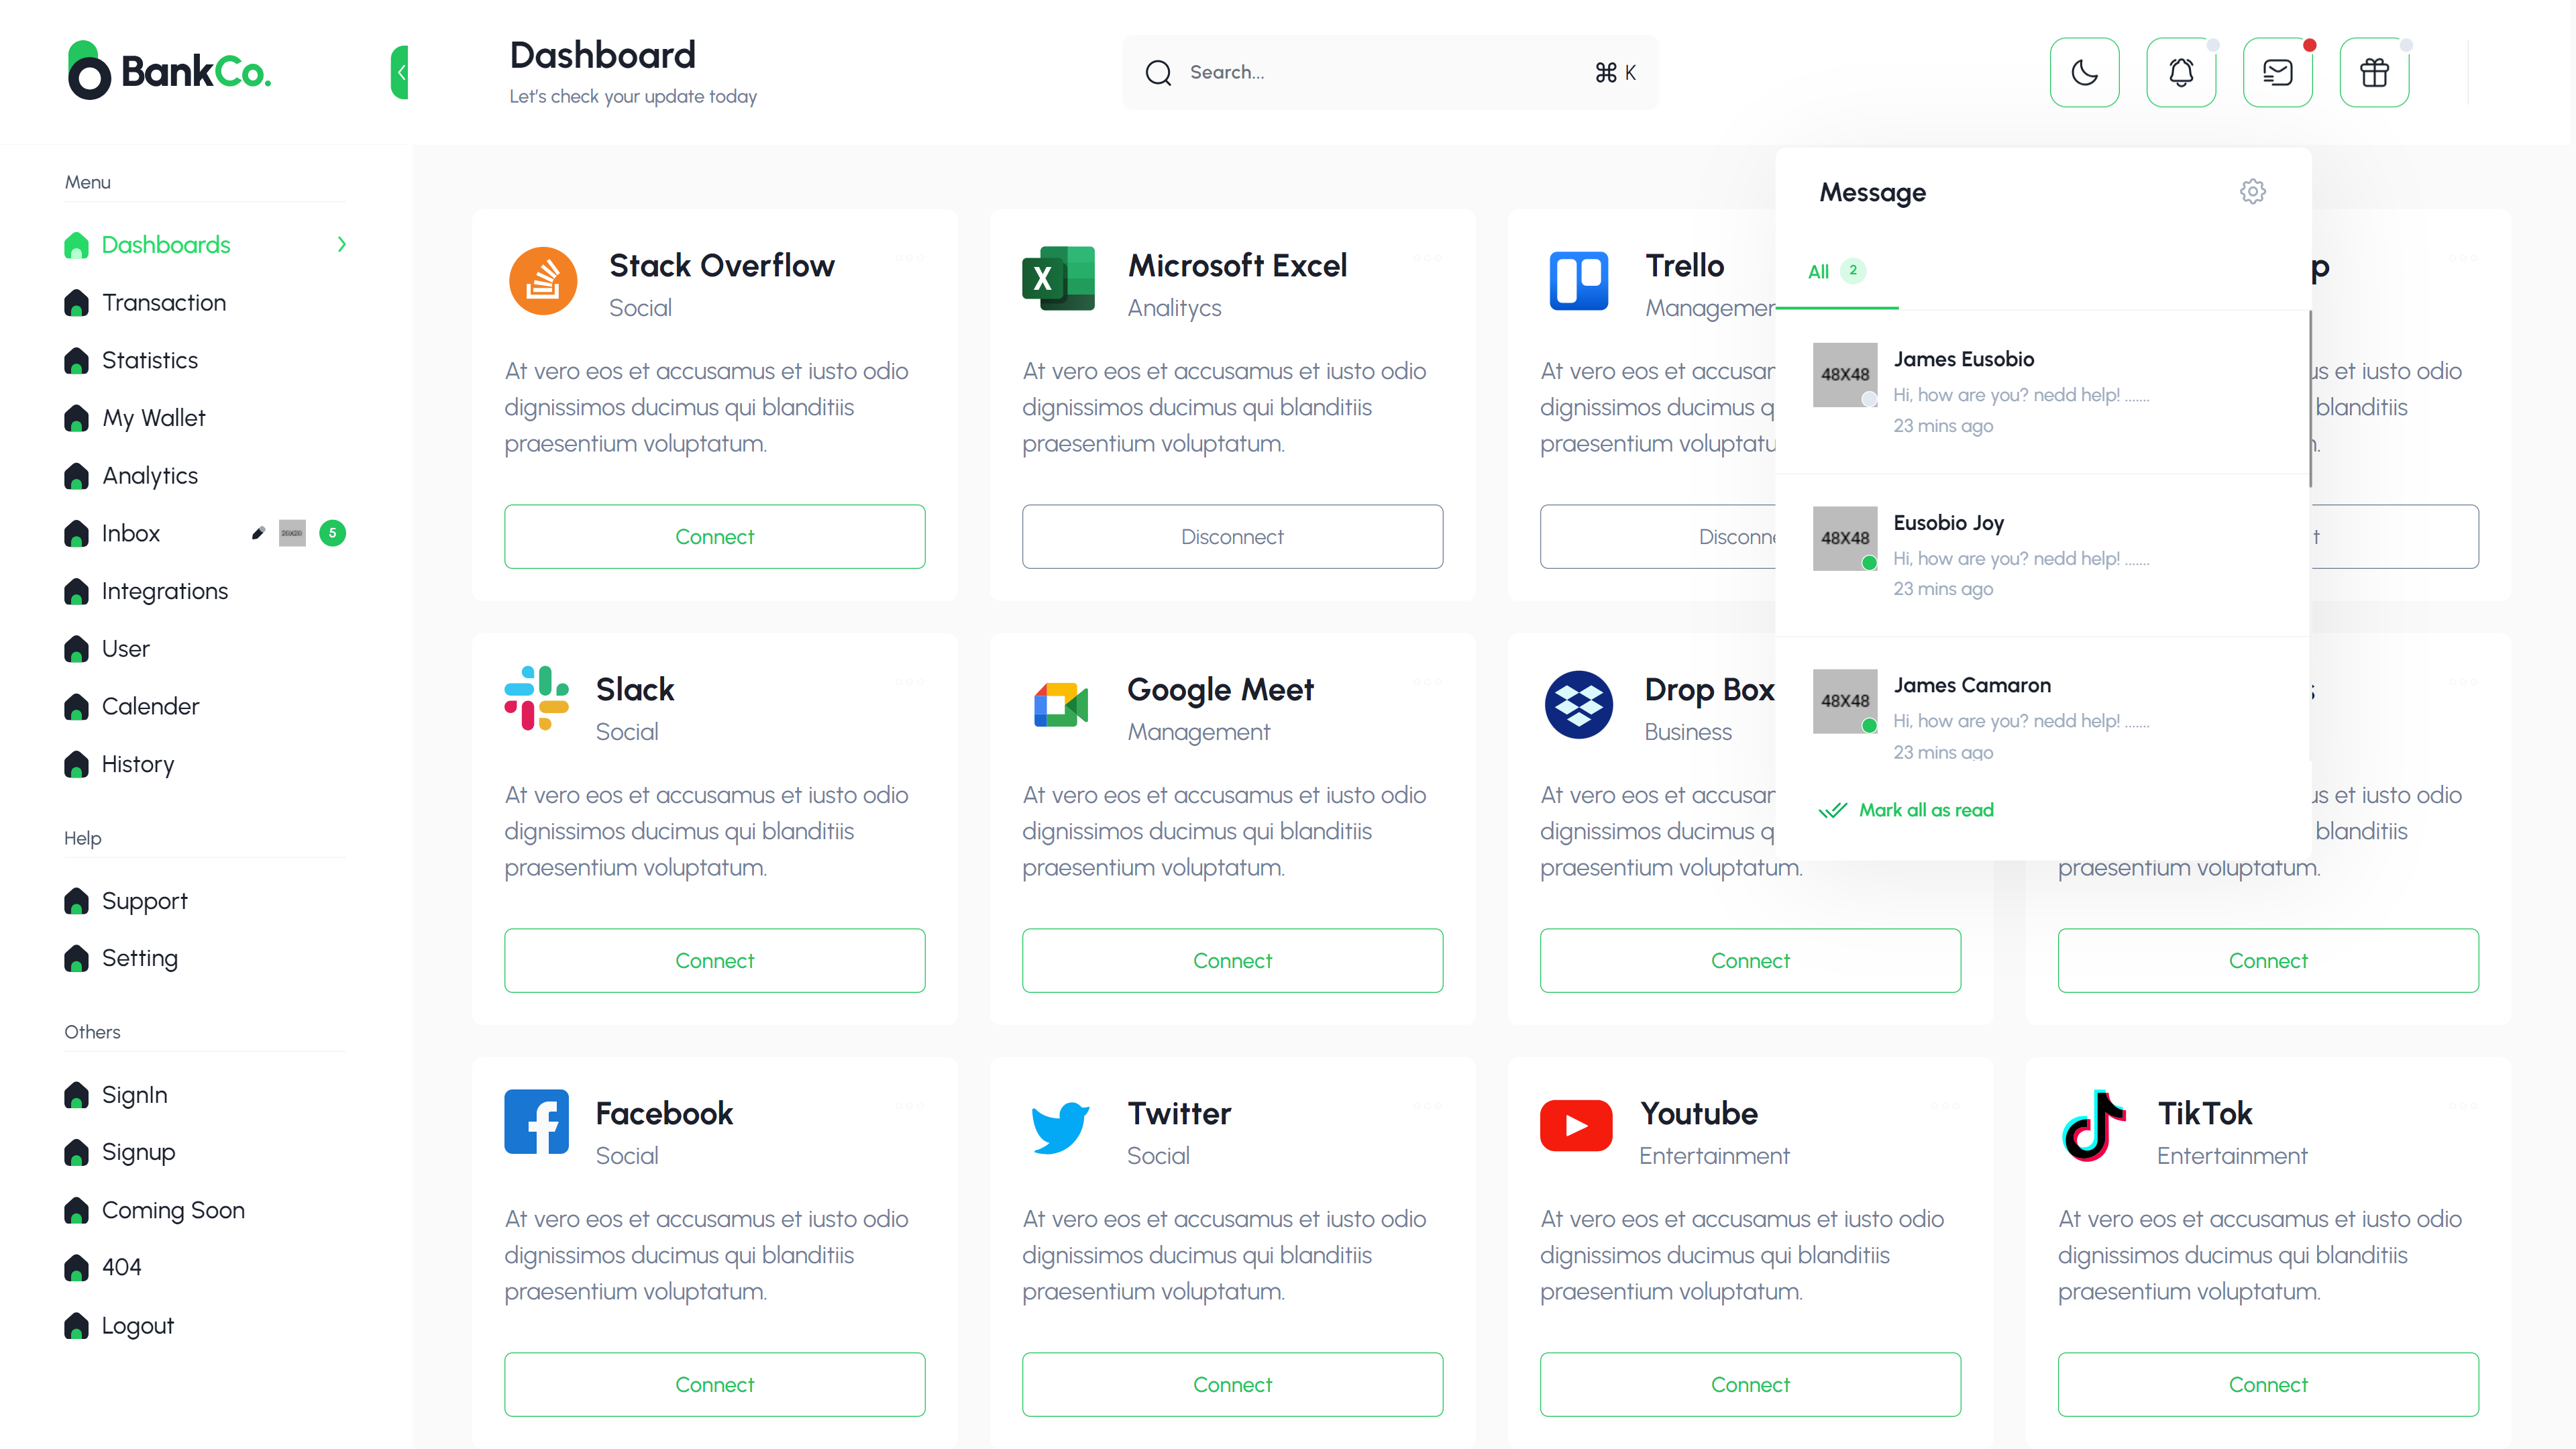 BankCo.
Dashboard
Let's check your update today
Search...
⌘ K
Menu
Dashboards
Transaction
Statistics
My Wallet
Analytics
Inbox
5
Integrations
User
Calender
History
Help
Support
Setting
Others
SignIn
Signup
Coming Soon
404
Logout
Stack Overflow
Social
At vero eos et accusamus et iusto odio
dignissimos ducimus qui blanditiis
praesentium voluptatum.
Connect
Microsoft Excel
Analitycs
At vero eos et accusamus et iusto odio
dignissimos ducimus qui blanditiis
praesentium voluptatum.
Disconnect
Trello
At vero eos et
dignissimos ducimus
praesentium
us et iusto odio
blanditiis
Message
All 2
48X48
James Eusobio
Hi, how are you? nedd help! .......
23 mins ago
48X48
Eusobio Joy
Hi, how are you? nedd help! .......
23 mins ago
48X48
James Camaron
Hi, how are you? nedd help! .......
23 mins ago
Mark all as read
Slack
Social
At vero eos et accusamus et iusto odio
dignissimos ducimus qui blanditiis
praesentium voluptatum.
Connect
Google Meet
Management
At vero eos et accusamus et iusto odio
dignissimos ducimus qui blanditiis
praesentium voluptatum.
Connect
Drop Box
Business
At vero eos et
dignissimos ducimus
praesentium voluptatum.
Connect
us et iusto odio
blanditiis
praesentium voluptatum.
Connect
Facebook
Social
At vero eos et accusamus et iusto odio
dignissimos ducimus qui blanditiis
praesentium voluptatum.
Connect
Twitter
Social
At vero eos et accusamus et iusto odio
dignissimos ducimus qui blanditiis
praesentium voluptatum.
Connect
Youtube
Entertainment
At vero eos et accusamus et iusto odio
dignissimos ducimus qui blanditiis
praesentium voluptatum.
Connect
TikTok
Entertainment
At vero eos et accusamus et iusto odio
dignissimos ducimus qui blanditiis
praesentium voluptatum.
Connect